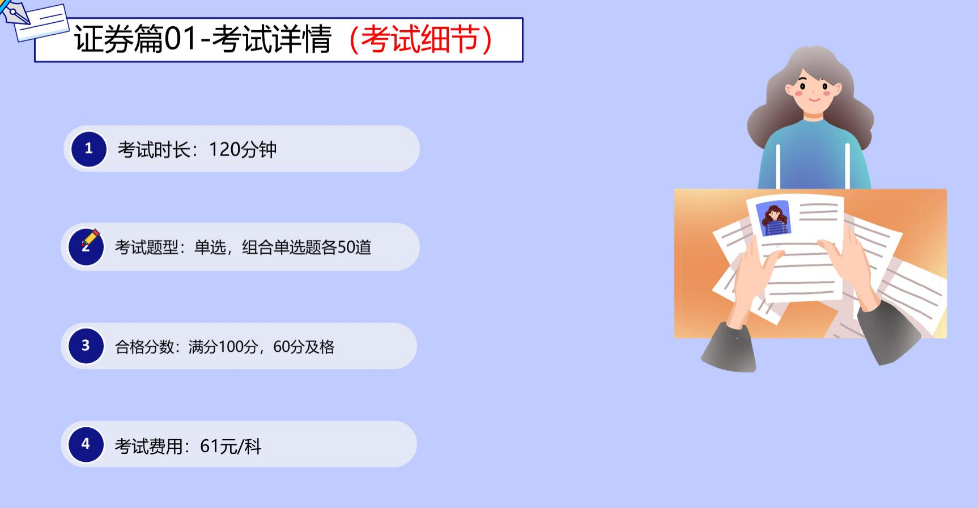 证券篇01-考试详情（考试细节）
1 考试时长：120分钟
2 考试题型：单选，组合单选题各50道
3 合格分数：满分100分，60分及格
4 考试费用：61元/科